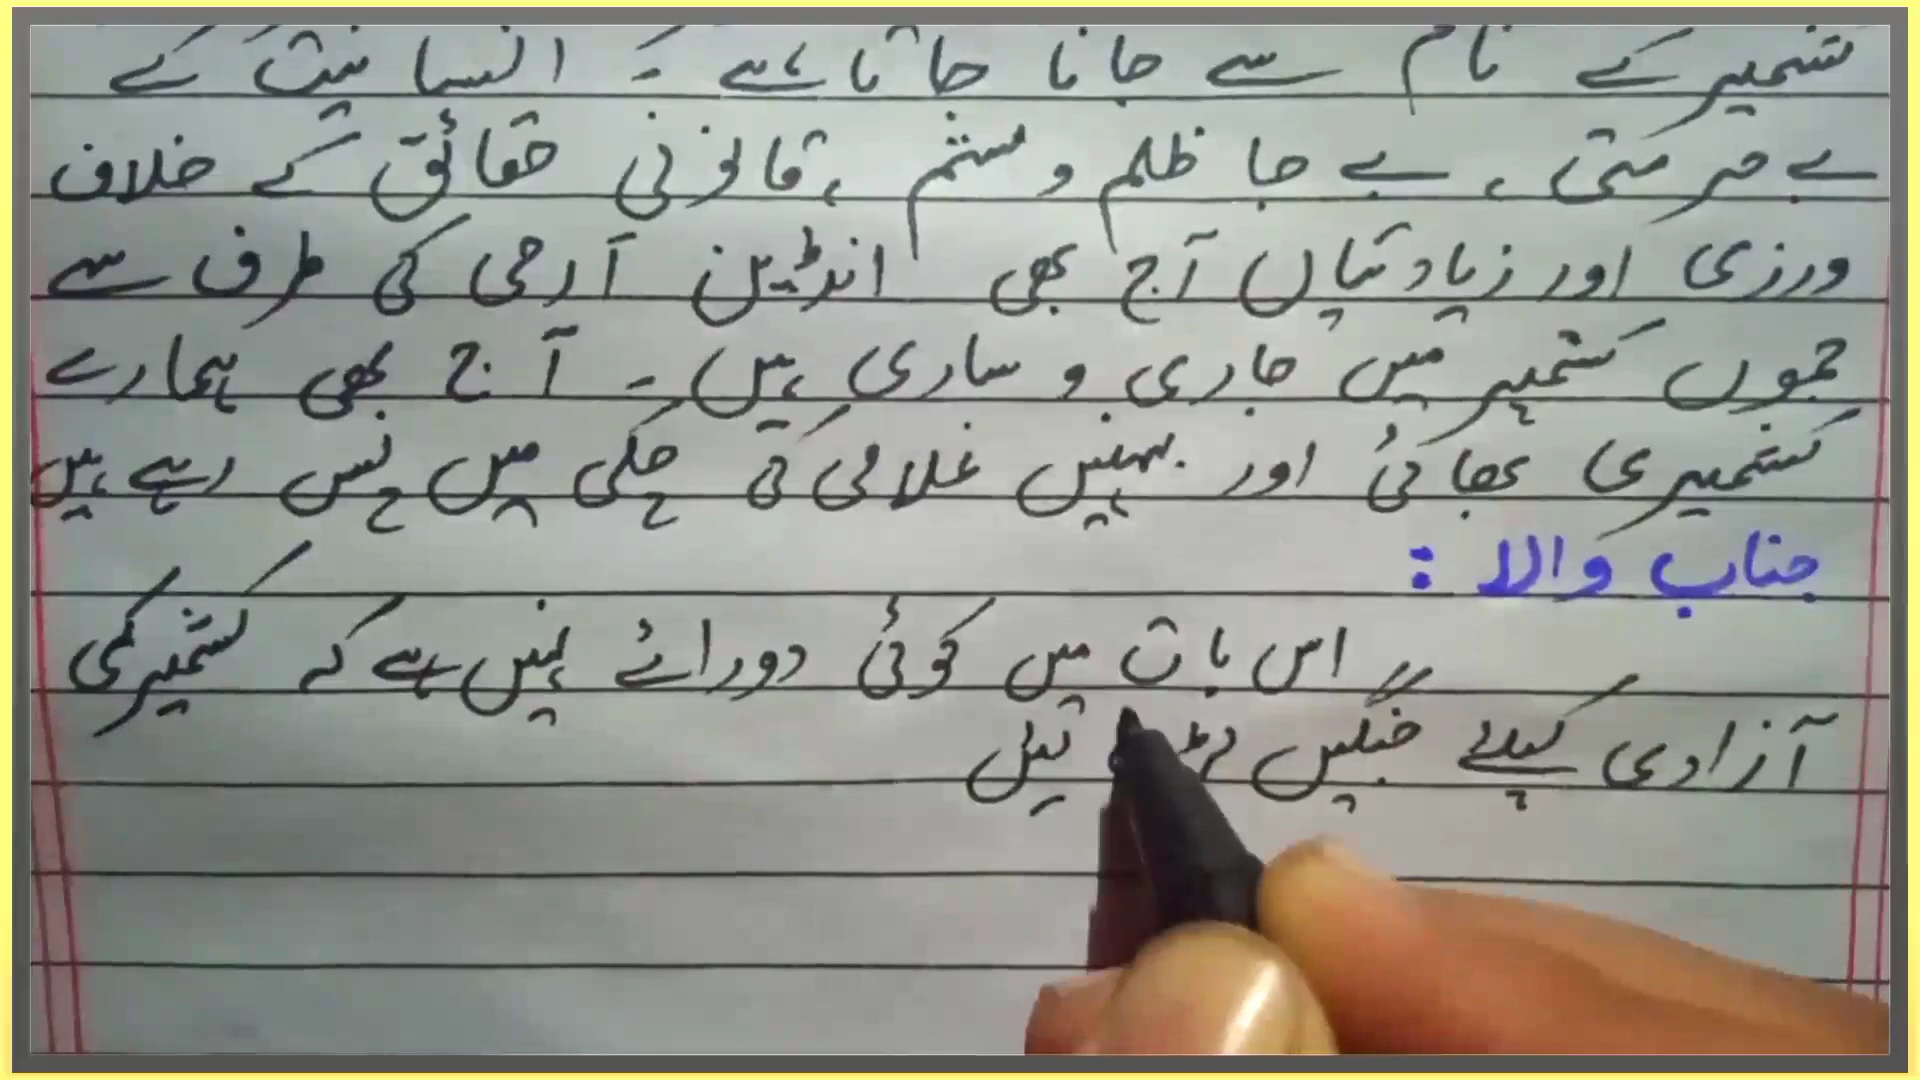 کشمیر کے نام سے جانا جاتا ہے ۔ انسانیت کے
بے حرمتی ، بے جا ظلم و ستم ، قانونی حقائق کے خلاف
ورزی اور زیادتیاں آج بھی انڈین آرمی کی طرف سے
جموں کشمیر میں جاری و ساری ہیں ۔ آج بھی ہمارے
کشمیری بھائی اور بہنیں غلامی کی چکی میں پس رہے ہیں
جناب والا :
اس بات میں کوئی دورائے نہیں ہے کہ کشمیر کی
آزادی کیلئے جنگیں